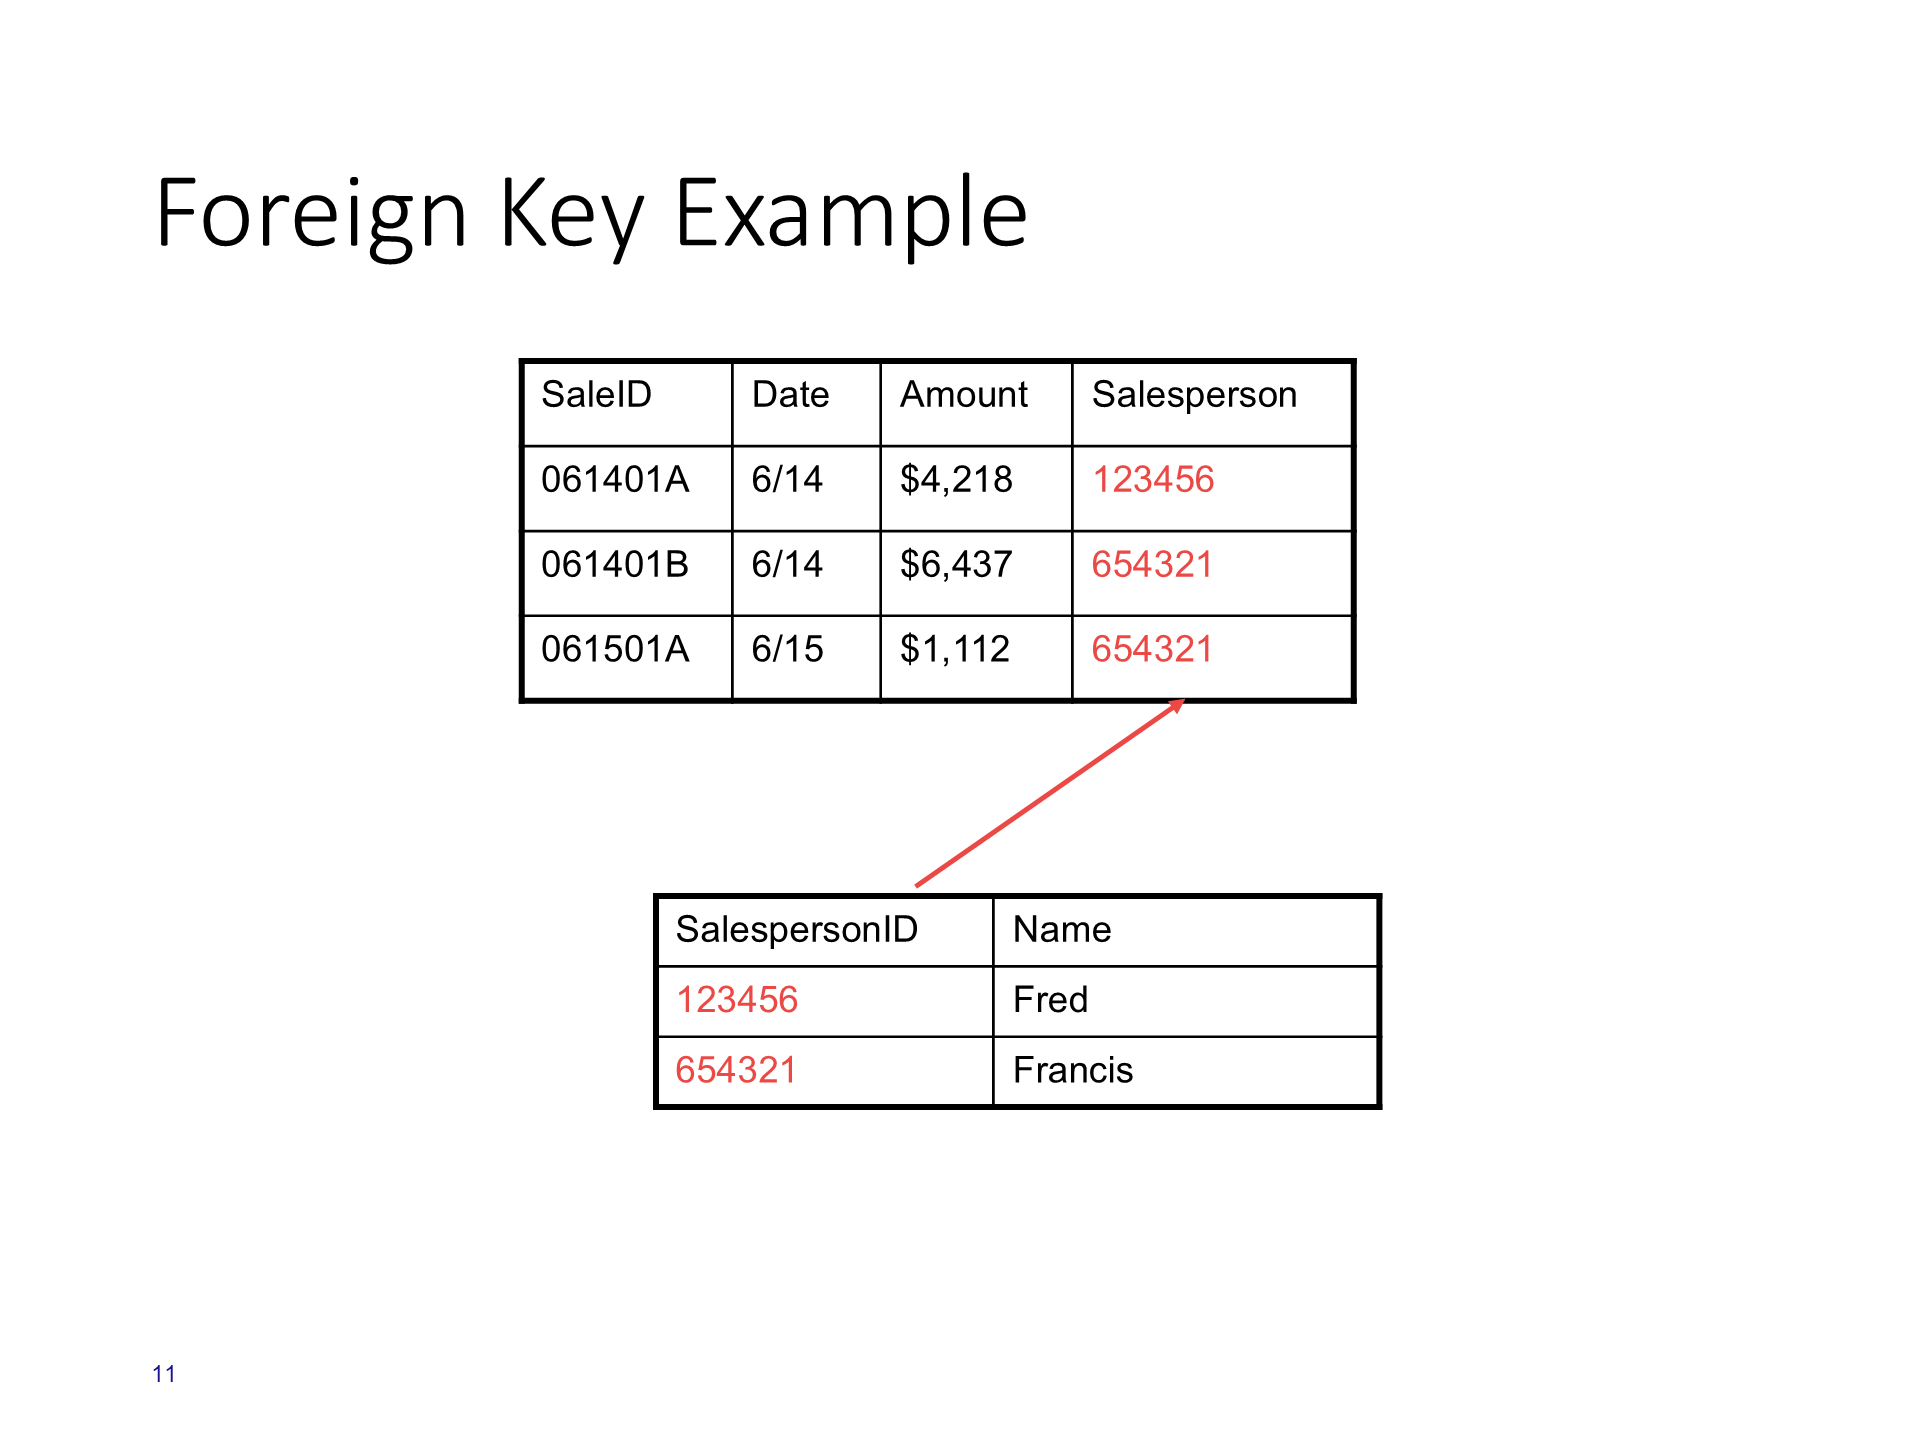 Foreign Key Example
SaleID Date Amount Salesperson
061401A 6/14 $4,218 123456
061401B 6/14 $6,437 654321
061501A 6/15 $1,112 654321
SalespersonID Name
123456 Fred
654321 Francis
11